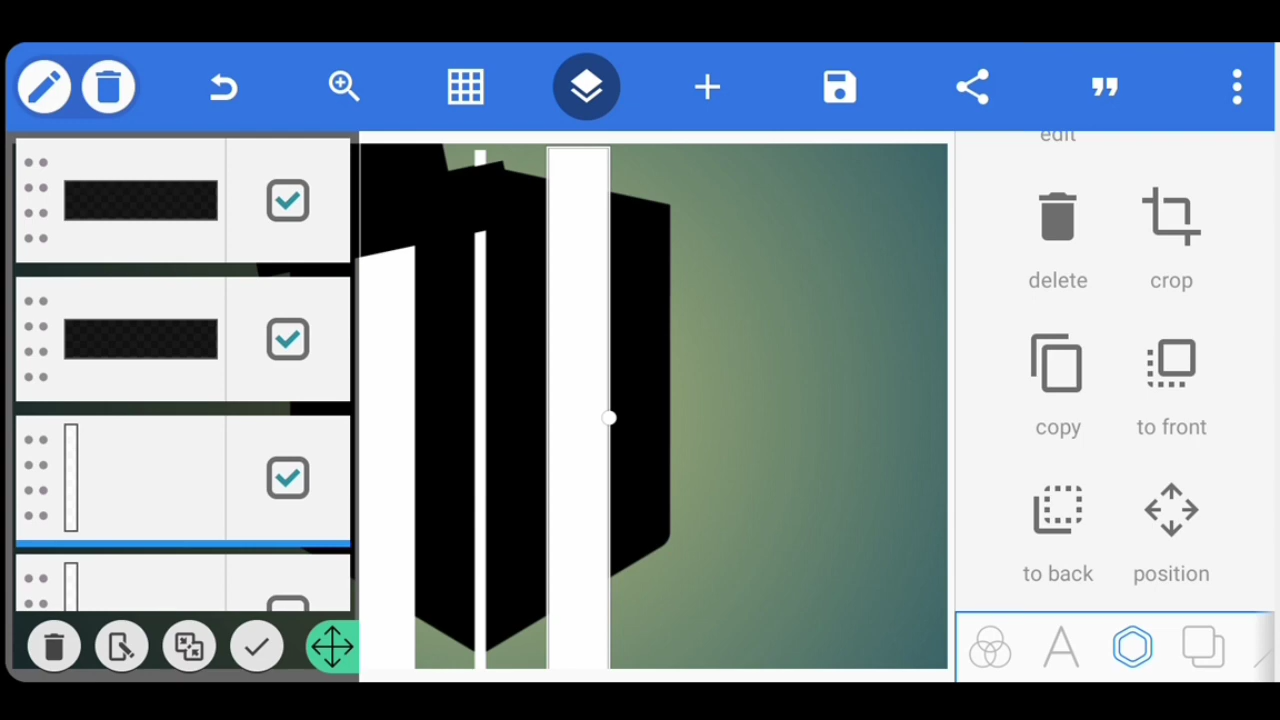 edit
delete
crop
copy
to front
to back
position